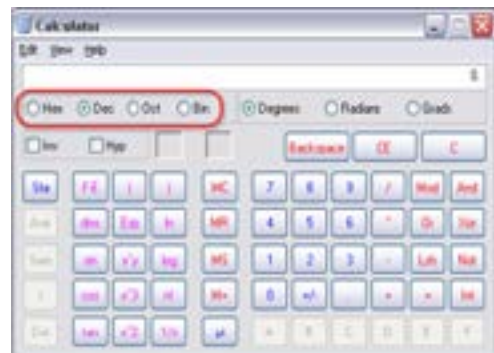 Calculator
Edit View Help
0
Hex Dec Oct Bin Degrees Radians Grads
Inv Hyp Backspace CE C
Sta F-E ( ) MC 7 8 9 / Mod And
Ave dms Exp ln MR 4 5 6 * Or Xor
Sum sin x^y log MS 1 2 3 - Lsh Not
s cos x^3 n! M+ 0 +/- . + = Int
Dat tan x^2 1/x pi A B C D E F